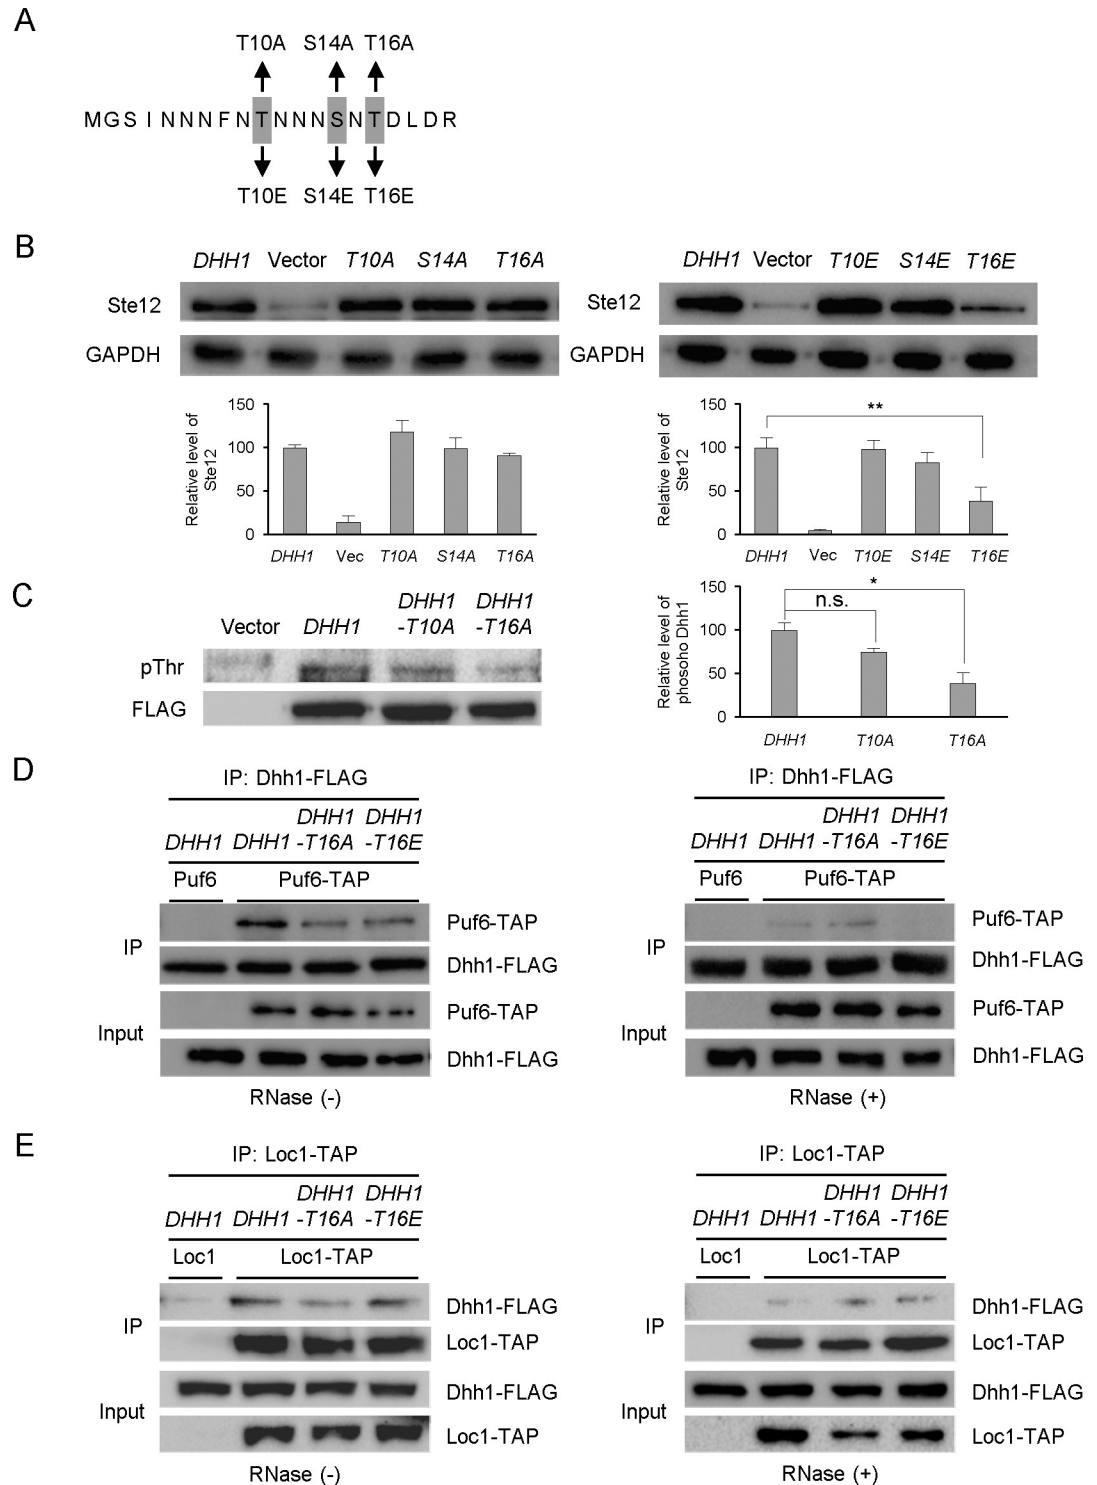 A
T10A S14A T16A
MGSINNNFNTNNNSNTDLDR
T10E S14E T16E
B
DHH1 Vector T10A S14A T16A
Ste12
GAPDH
DHH1 Vector T10E S14E T16E
Ste12
GAPDH
Relative level of
Ste12
150
100
50
0
DHH1 Vec T10A S14A T16A
Relative level of
Ste12
150
100
50
0
**
DHH1 Vec T10E S14E T16E
C
Vector DHH1 DHH1 -T10A DHH1 -T16A
pThr
FLAG
Relative level of
phosoho Dhh1
150
100
50
0
*
n.s.
DHH1 T10A T16A
D
IP: Dhh1-FLAG
DHH1 DHH1
DHH1 DHH1 -T16A -T16E
Puf6 Puf6-TAP
IP
Puf6-TAP
Dhh1-FLAG
Input
Puf6-TAP
Dhh1-FLAG
RNase (-)
IP: Dhh1-FLAG
DHH1 DHH1
DHH1 DHH1 -T16A -T16E
Puf6 Puf6-TAP
IP
Puf6-TAP
Dhh1-FLAG
Input
Puf6-TAP
Dhh1-FLAG
RNase (+)
E
IP: Loc1-TAP
DHH1 DHH1
DHH1 DHH1 -T16A -T16E
Loc1 Loc1-TAP
IP
Dhh1-FLAG
Loc1-TAP
Input
Dhh1-FLAG
Loc1-TAP
RNase (-)
IP: Loc1-TAP
DHH1 DHH1
DHH1 DHH1 -T16A -T16E
Loc1 Loc1-TAP
IP
Dhh1-FLAG
Loc1-TAP
Input
Dhh1-FLAG
Loc1-TAP
RNase (+)